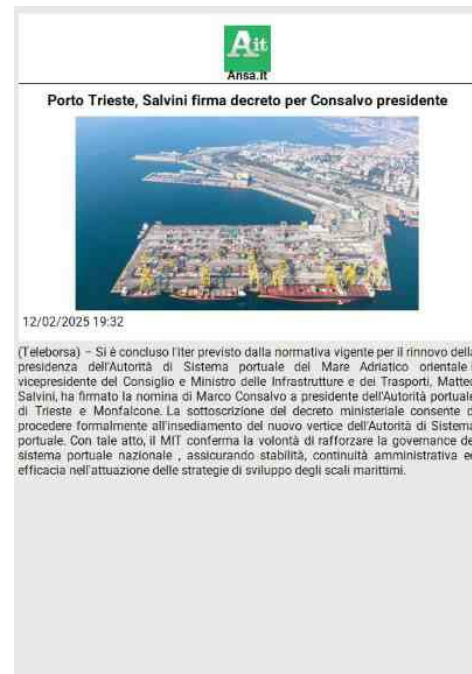 Ait
Ansa.it
Porto Trieste, Salvini firma decreto per Consalvo presidente
12/02/2025 19:32
(Teleborsa) – Si è concluso l'iter previsto dalla normativa vigente per il rinnovo della
presidenza dell'Autorità di Sistema portuale del Mare Adriatico orientale
vicepresidente del Consiglio e Ministro delle Infrastrutture e dei Trasporti, Matteo
Salvini, ha firmato la nomina di Marco Consalvo a presidente dell'Autorità portuale
di Trieste e Monfalcone. La sottoscrizione del decreto ministeriale consente
procedere formalmente all'insediamento del nuovo vertice dell'Autorità di Sistema
portuale. Con tale atto, il MIT conferma la volontà di rafforzare la governance
sistema portuale nazionale , assicurando stabilità, continuità amministrativa
efficacia nell'attuazione delle strategie di sviluppo degli scali marittimi.